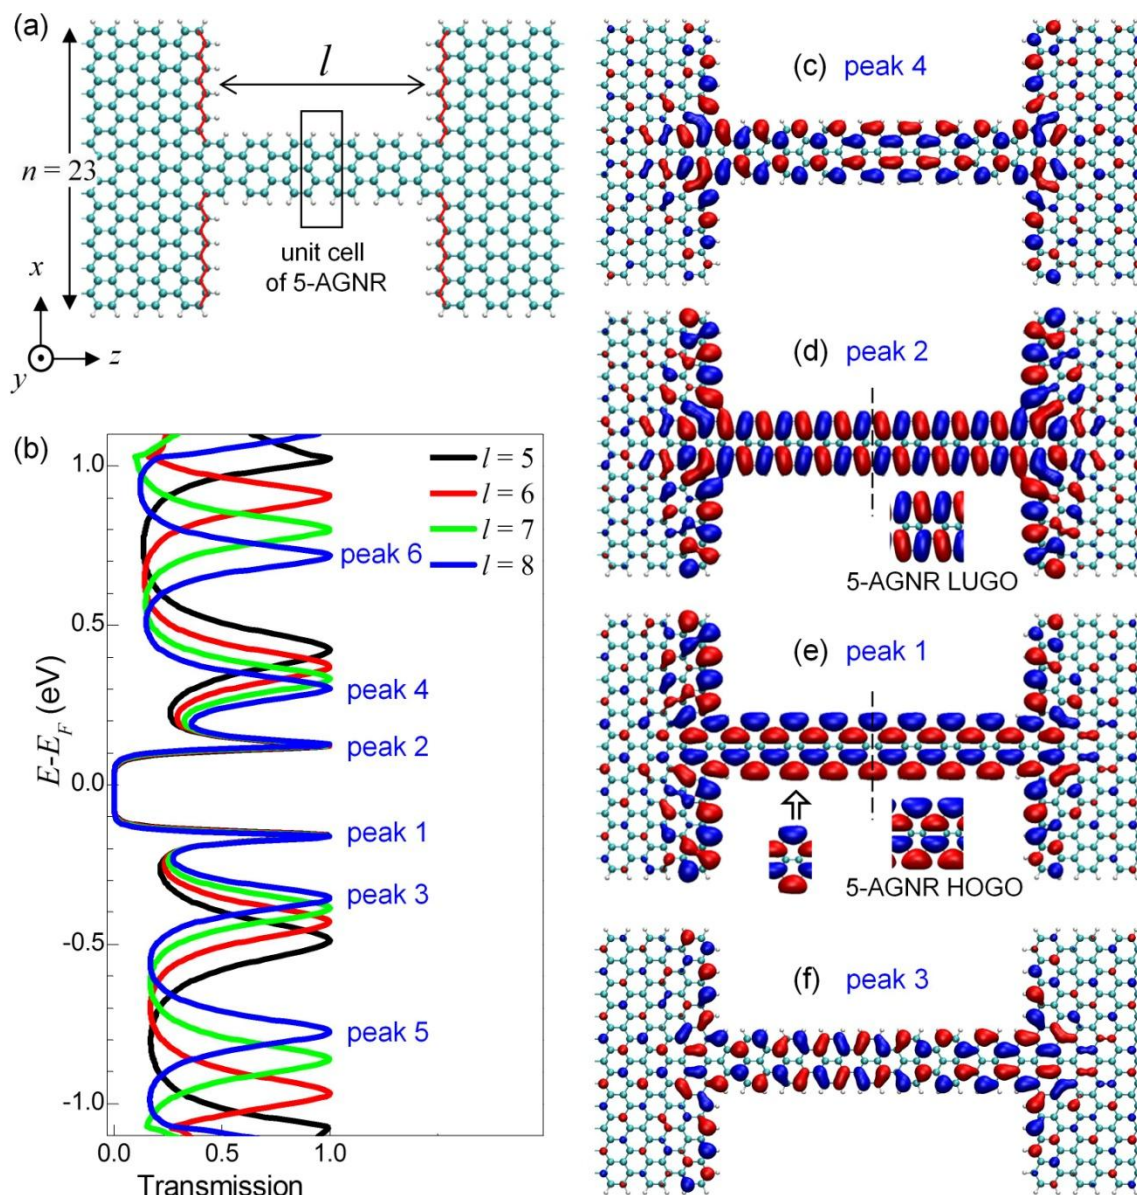 (a)
l
n = 23
unit cell
of 5-AGNR
x
y
z
(b)
1.0
0.5
0.0
-0.5
-1.0
E-E_F (eV)
l = 5
l = 6
l = 7
l = 8
peak 6
peak 4
peak 2
peak 1
peak 3
peak 5
0.0
0.5
1.0
Transmission
(c) peak 4
(d) peak 2
5-AGNR LUGO
(e) peak 1
5-AGNR HOGO
(f) peak 3